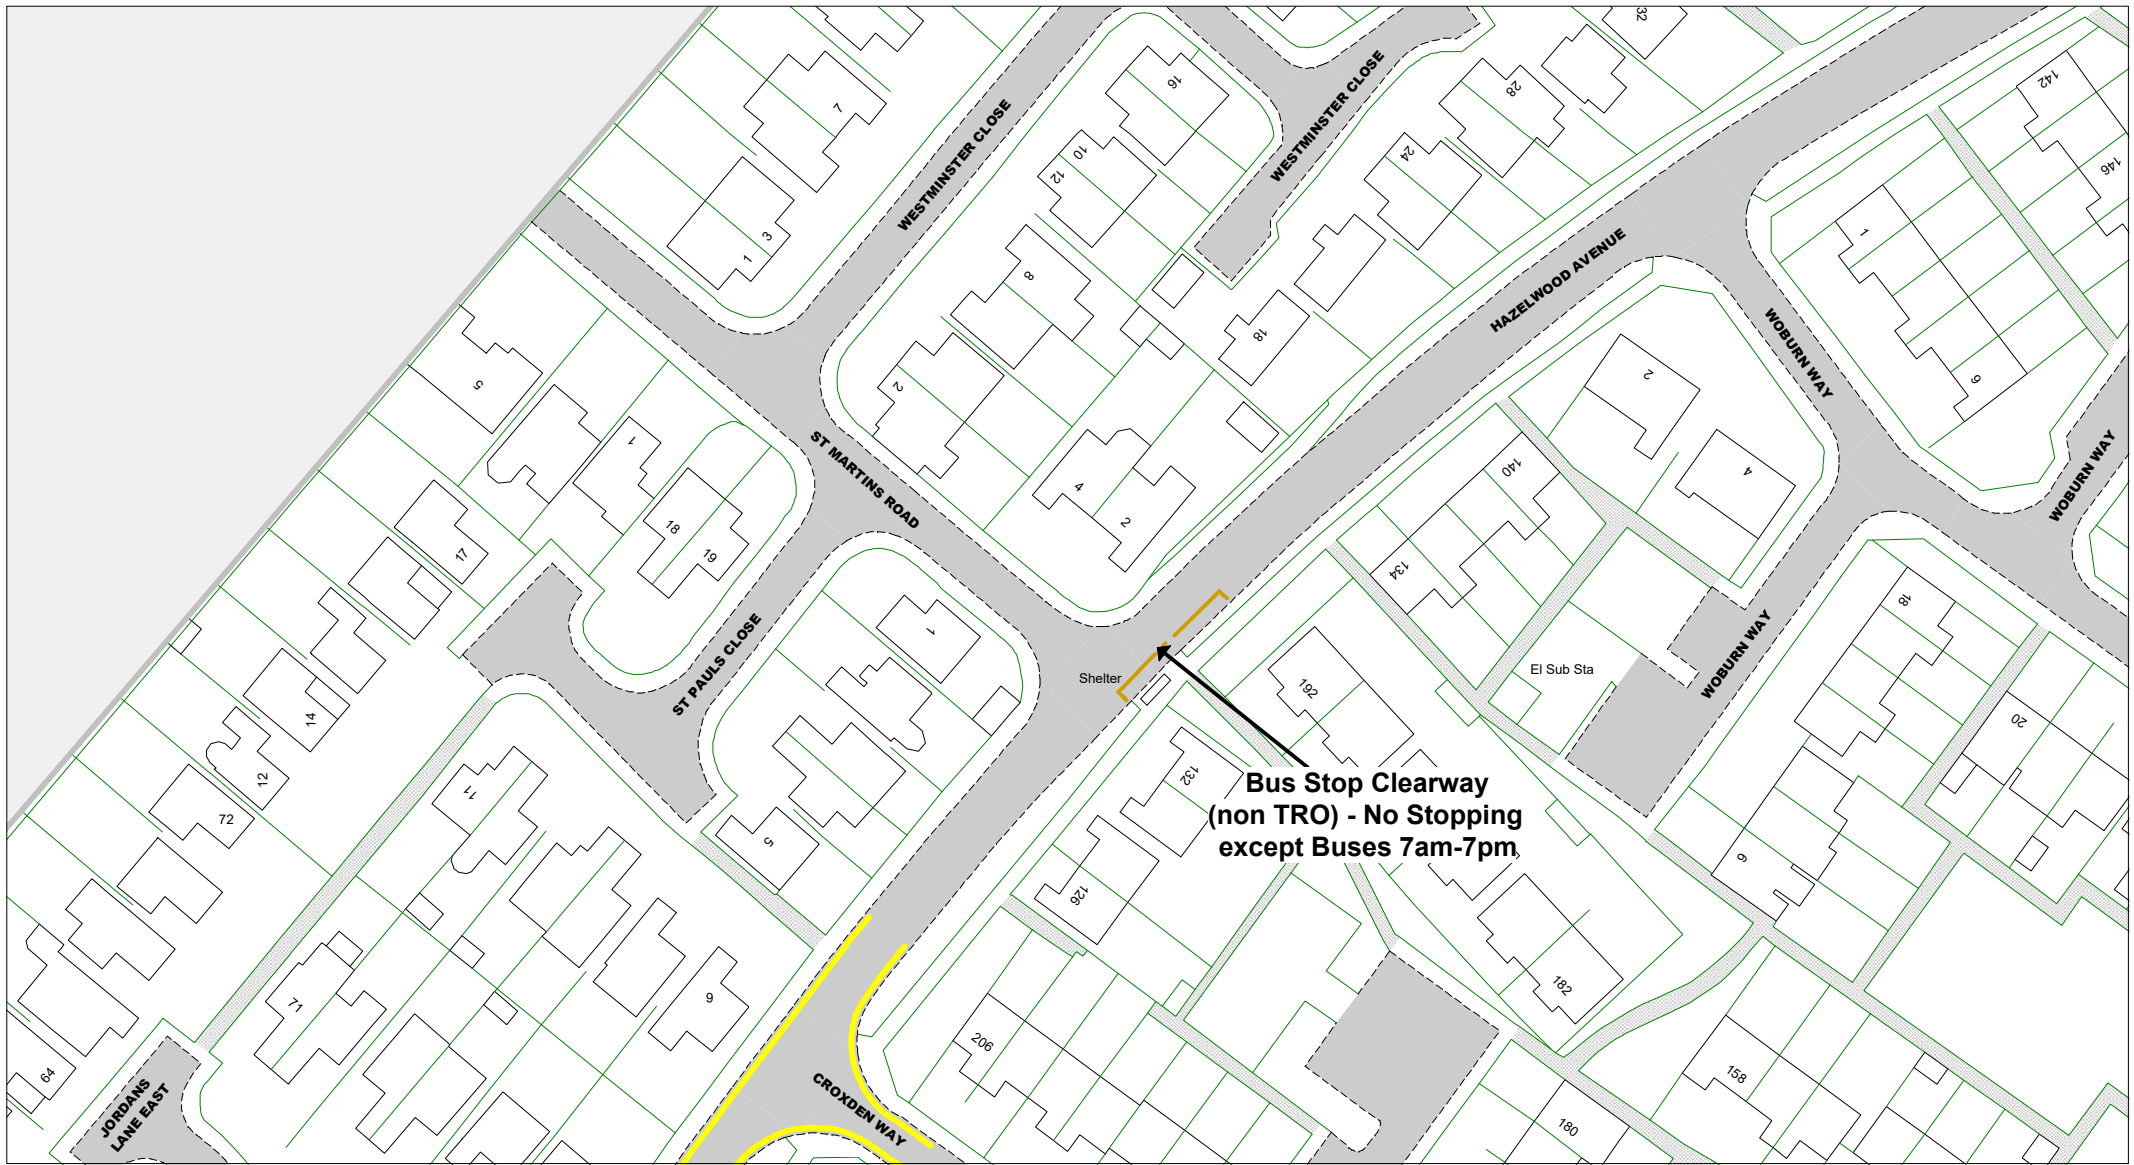 32
142
7
16
WESTMINSTER CLOSE
WESTMINSTER CLOSE
28
24
10
12
146
3
1
8
HAZELWOOD AVENUE
1
18
WOBURN WAY
2
5
2
6
1
ST MARTINS ROAD
4
2
140
4
WOBURN WAY
18
19
17
134
18
1
ST PAULS CLOSE
Shelter
192
El Sub Sta
WOBURN WAY
14
20
12
11
132
Bus Stop Clearway
(non TRO) - No Stopping
except Buses 7am-7pm
72
5
126
9
71
9
182
206
64
JORDANS
LANE EAST
CROXDEN WAY
158
180